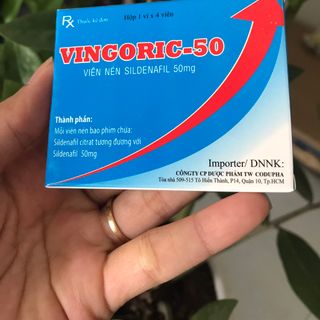 Rx Thuốc kê đơn
Hộp 1 vỉ x 4 viên
VINGORIC-50
VIÊN NÉN SILDENAFIL 50mg
Thành phần:
Mỗi viên nén bao phim chứa:
Sildenafil citrat tương đương với
Sildenafil 50mg
Importer/ DNNK:
CÔNG TY CP DƯỢC PHẨM TW CODUPHA
Tòa nhà 509-515 Tô Hiến Thành, P14, Quận 10, Tp.HCM